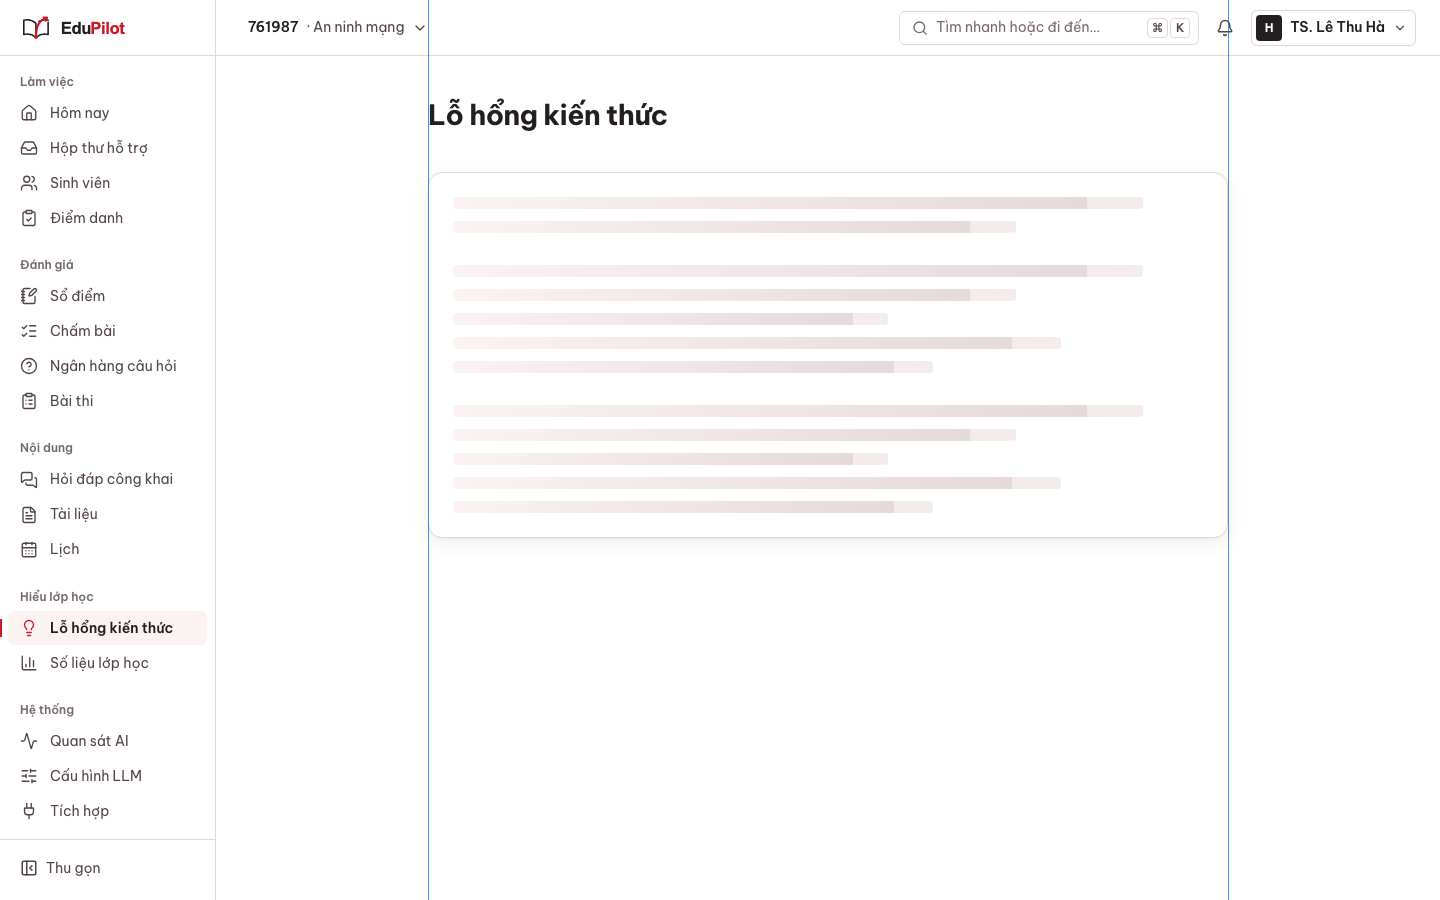 EduPilot
761987 · An ninh mạng
Tìm nhanh hoặc đi đến...
⌘ K
H
TS. Lê Thu Hà
Làm việc
Hôm nay
Hộp thư hỗ trợ
Sinh viên
Điểm danh
Đánh giá
Sổ điểm
Chấm bài
Ngân hàng câu hỏi
Bài thi
Nội dung
Hỏi đáp công khai
Tài liệu
Lịch
Hiểu lớp học
Lỗ hổng kiến thức
Số liệu lớp học
Hệ thống
Quan sát AI
Cấu hình LLM
Tích hợp
Thu gọn
Lỗ hổng kiến thức